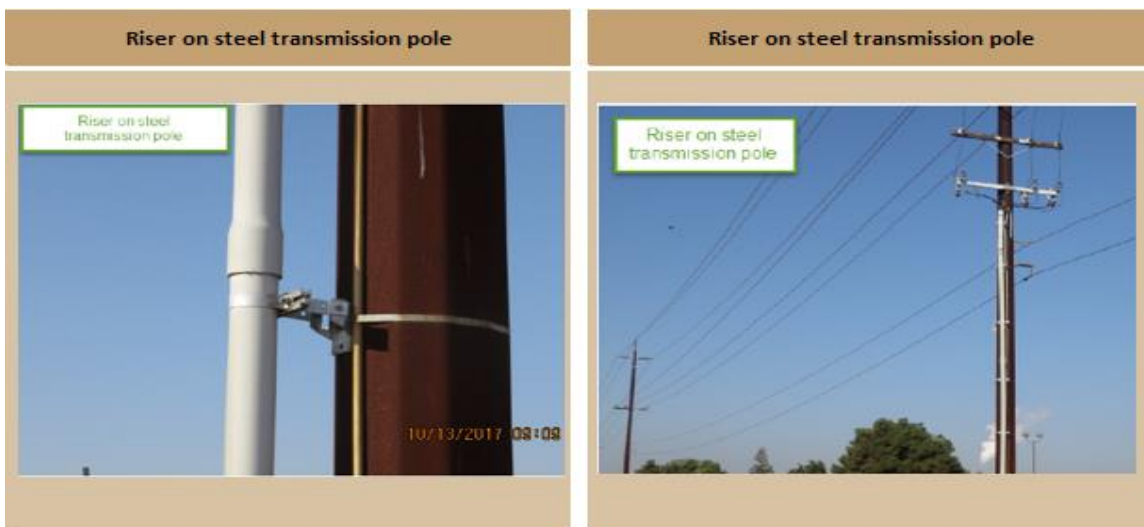 Riser on steel transmission pole
Riser on steel
transmission pole
10/13/2017 09:09
Riser on steel transmission pole
Riser on steel
transmission pole